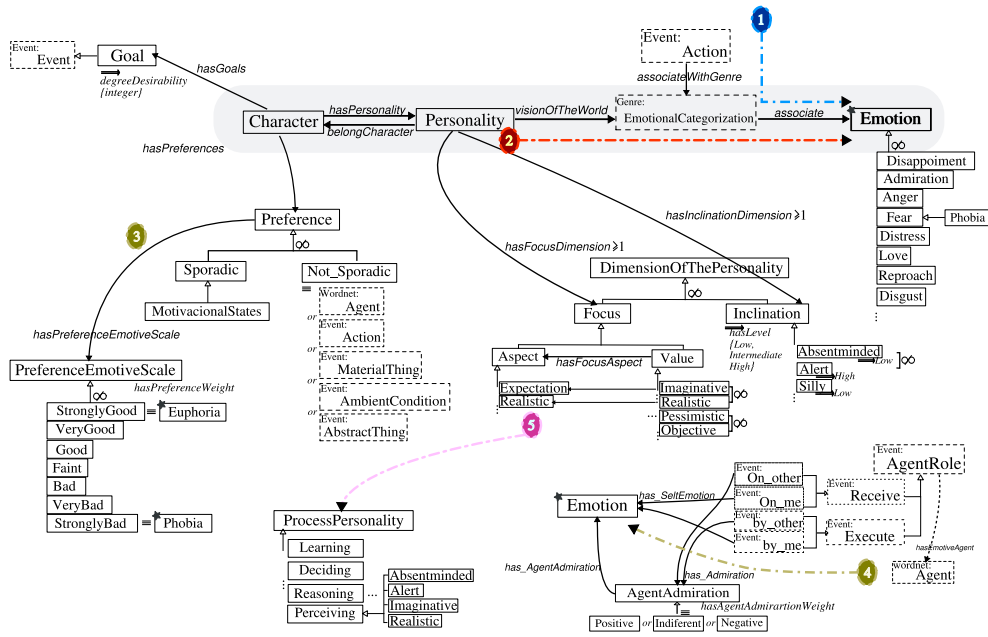 1
Event:
Event
Goal
degreeDesirability
{integer}
hasGoals
Event:
Action
associateWithGenre
Character
hasPersonality
belongCharacter
Personality
visionOfTheWorld
Genre:
EmotionalCategorization
associate
Emotion
∞
2
Disappoiment
Admiration
Anger
Fear
Phobia
Distress
Love
Reproach
Disgust
hasPreferences
3
Preference
∞
Sporadic
MotivacionalStates
Not_Sporadic
Wordnet:
Agent
or
Event:
Action
or
Event:
MaterialThing
or
Event:
AmbientCondition
or
Event:
AbstractThing
hasInclinationDimension ⩾1
hasFocusDimension ⩾1
DimensionOfThePersonality
∞
Focus
Inclination
hasLevel
{Low,
Intermediate
High}
Absentminded
Low
∞
Alert
High
Silly
Low
Aspect
hasFocusAspect
Value
Expectation
Realistic
Imaginative
Realistic
∞
Pessimistic
Objective
∞
...
hasPreferenceEmotiveScale
PreferenceEmotiveScale
hasPreferenceWeight
∞
StronglyGood
≡
Euphoria
VeryGood
Good
Faint
Bad
VeryBad
StronglyBad
≡
Phobia
5
ProcessPersonality
Learning
Deciding
Reasoning
...
Perceiving
Absentminded
Alert
Imaginative
Realistic
Emotion
has_SeltEmotion
Event:
On_other
Event:
On_me
Event:
by_other
Event:
by_me
Event:
Receive
Event:
Execute
Event:
AgentRole
hasEmotiveAgent
wordnet:
Agent
4
has_AgentAdmiration
has_Admiration
AgentAdmiration
hasAgentAdmirartionWeight
Positive or Indiferent or Negative